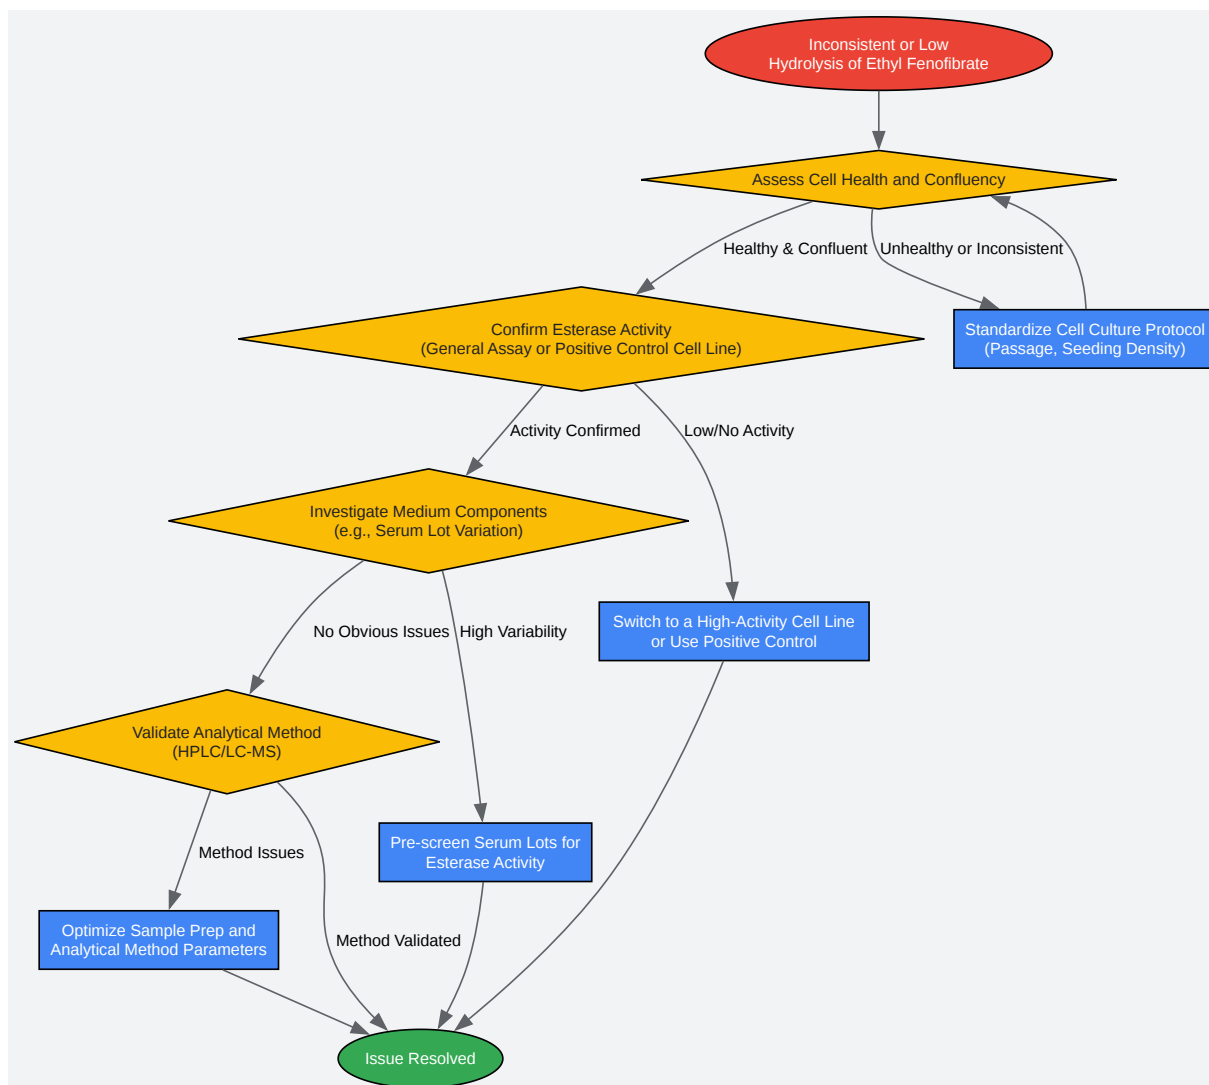 Inconsistent or Low
Hydrolysis of Ethyl Fenofibrate
Assess Cell Health and Confluency
Healthy & Confluent
Unhealthy or Inconsistent
Standardize Cell Culture Protocol
(Passage, Seeding Density)
Confirm Esterase Activity
(General Assay or Positive Control Cell Line)
Activity Confirmed
Low/No Activity
Investigate Medium Components
(e.g., Serum Lot Variation)
No Obvious Issues
High Variability
Switch to a High-Activity Cell Line
or Use Positive Control
Validate Analytical Method
(HPLC/LC-MS)
Method Issues
Pre-screen Serum Lots for
Esterase Activity
Optimize Sample Prep and
Analytical Method Parameters
Method Validated
Issue Resolved